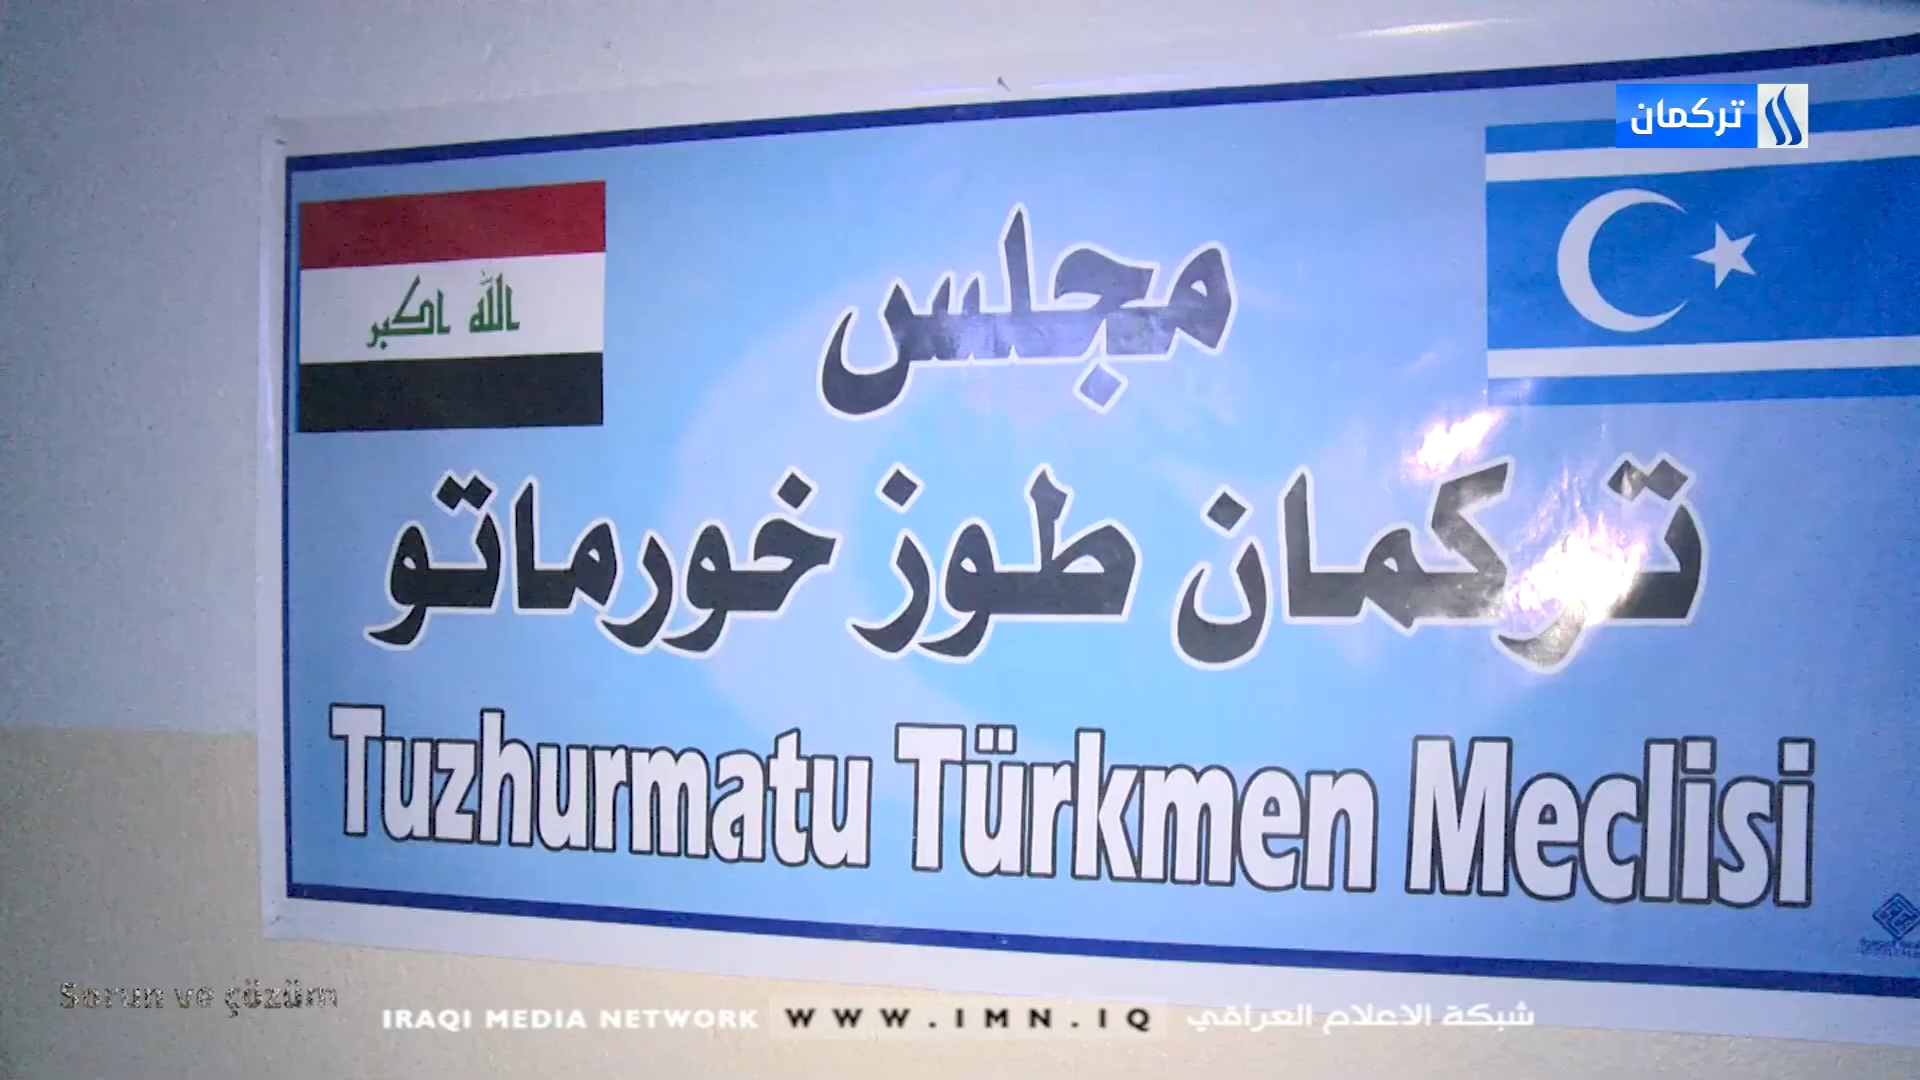 تركمان
الله اكبر
مجلس
تركمان طوز خورماتو
Tuzhurmatu Türkmen Meclisi
Sorun ve çözüm
IRAQI MEDIA NETWORK WWW.IMN.IQ شبكة الاعلام العراقي